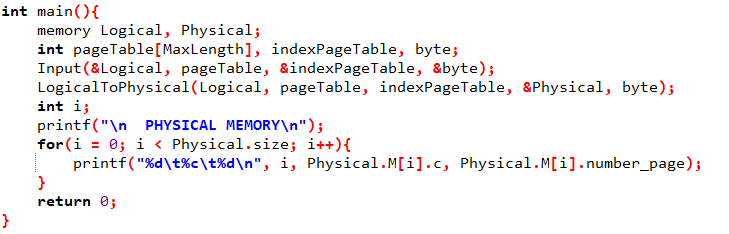 int main(){
    memory Logical, Physical;
    int pageTable[MaxLength], indexPageTable, byte;
    Input(&Logical, pageTable, &indexPageTable, &byte);
    LogicalToPhysical(Logical, pageTable, indexPageTable, &Physical, byte);
    int i;
    printf("\n  PHYSICAL MEMORY\n");
    for(i = 0; i < Physical.size; i++){
        printf("%d\t%c\t%d\n", i, Physical.M[i].c, Physical.M[i].number_page);
    }
    return 0;
}